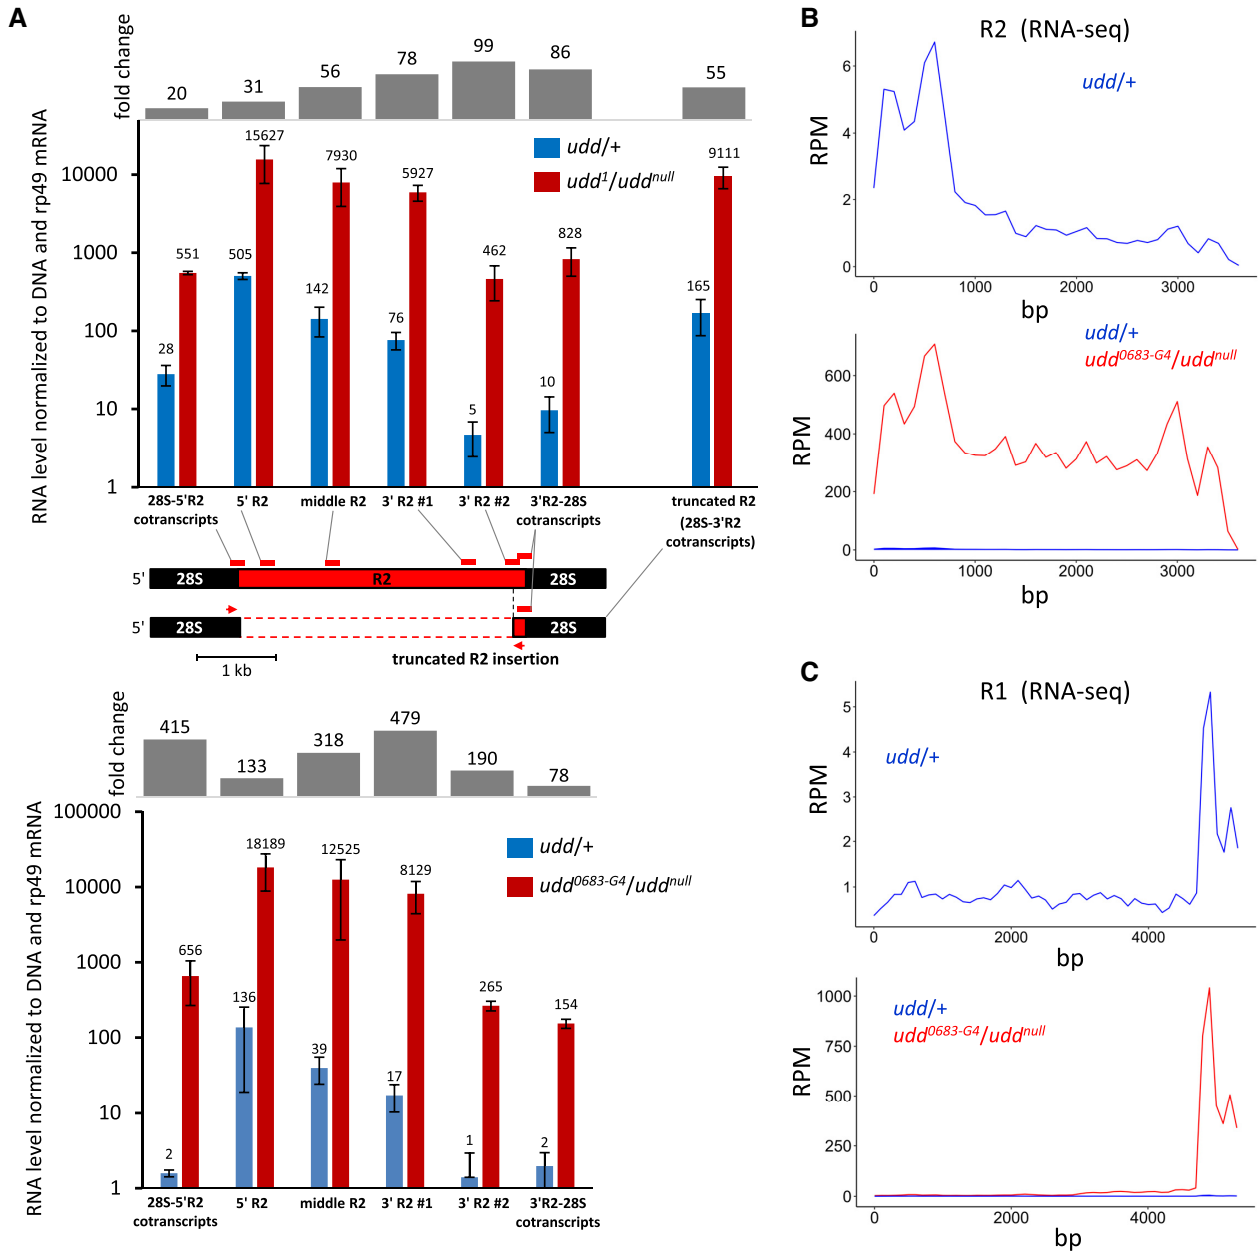 A
fold change
20
31
56
78
99
86
55
RNA level normalized to DNA and rp49 mRNA
10000
1000
100
10
1
udd/+
udd1/uddnull
28
551
505
15627
142
7930
76
5927
5
462
10
828
165
9111
28S-5'R2
cotranscripts
5' R2
middle R2
3' R2 #1
3' R2 #2
3'R2-28S
cotranscripts
truncated R2
(28S-3'R2
cotranscripts)
5'
28S
R2
28S
5'
28S
28S
1 kb
truncated R2 insertion
fold change
415
133
318
479
190
78
RNA level normalized to DNA and rp49 mRNA
100000
10000
1000
100
10
1
udd/+
udd0683-G4/uddnull
2
656
136
18189
39
12525
17
8129
1
265
2
154
28S-5'R2
cotranscripts
5' R2
middle R2
3' R2 #1
3' R2 #2
3'R2-28S
cotranscripts
B
R2 (RNA-seq)
udd/+
RPM
6
4
2
0
0
1000
2000
3000
bp
udd/+
udd0683-G4/uddnull
RPM
600
400
200
0
0
1000
2000
3000
bp
C
R1 (RNA-seq)
udd/+
RPM
5
4
3
2
1
0
2000
4000
bp
udd/+
udd0683-G4/uddnull
RPM
1000
750
500
250
0
0
2000
4000
bp